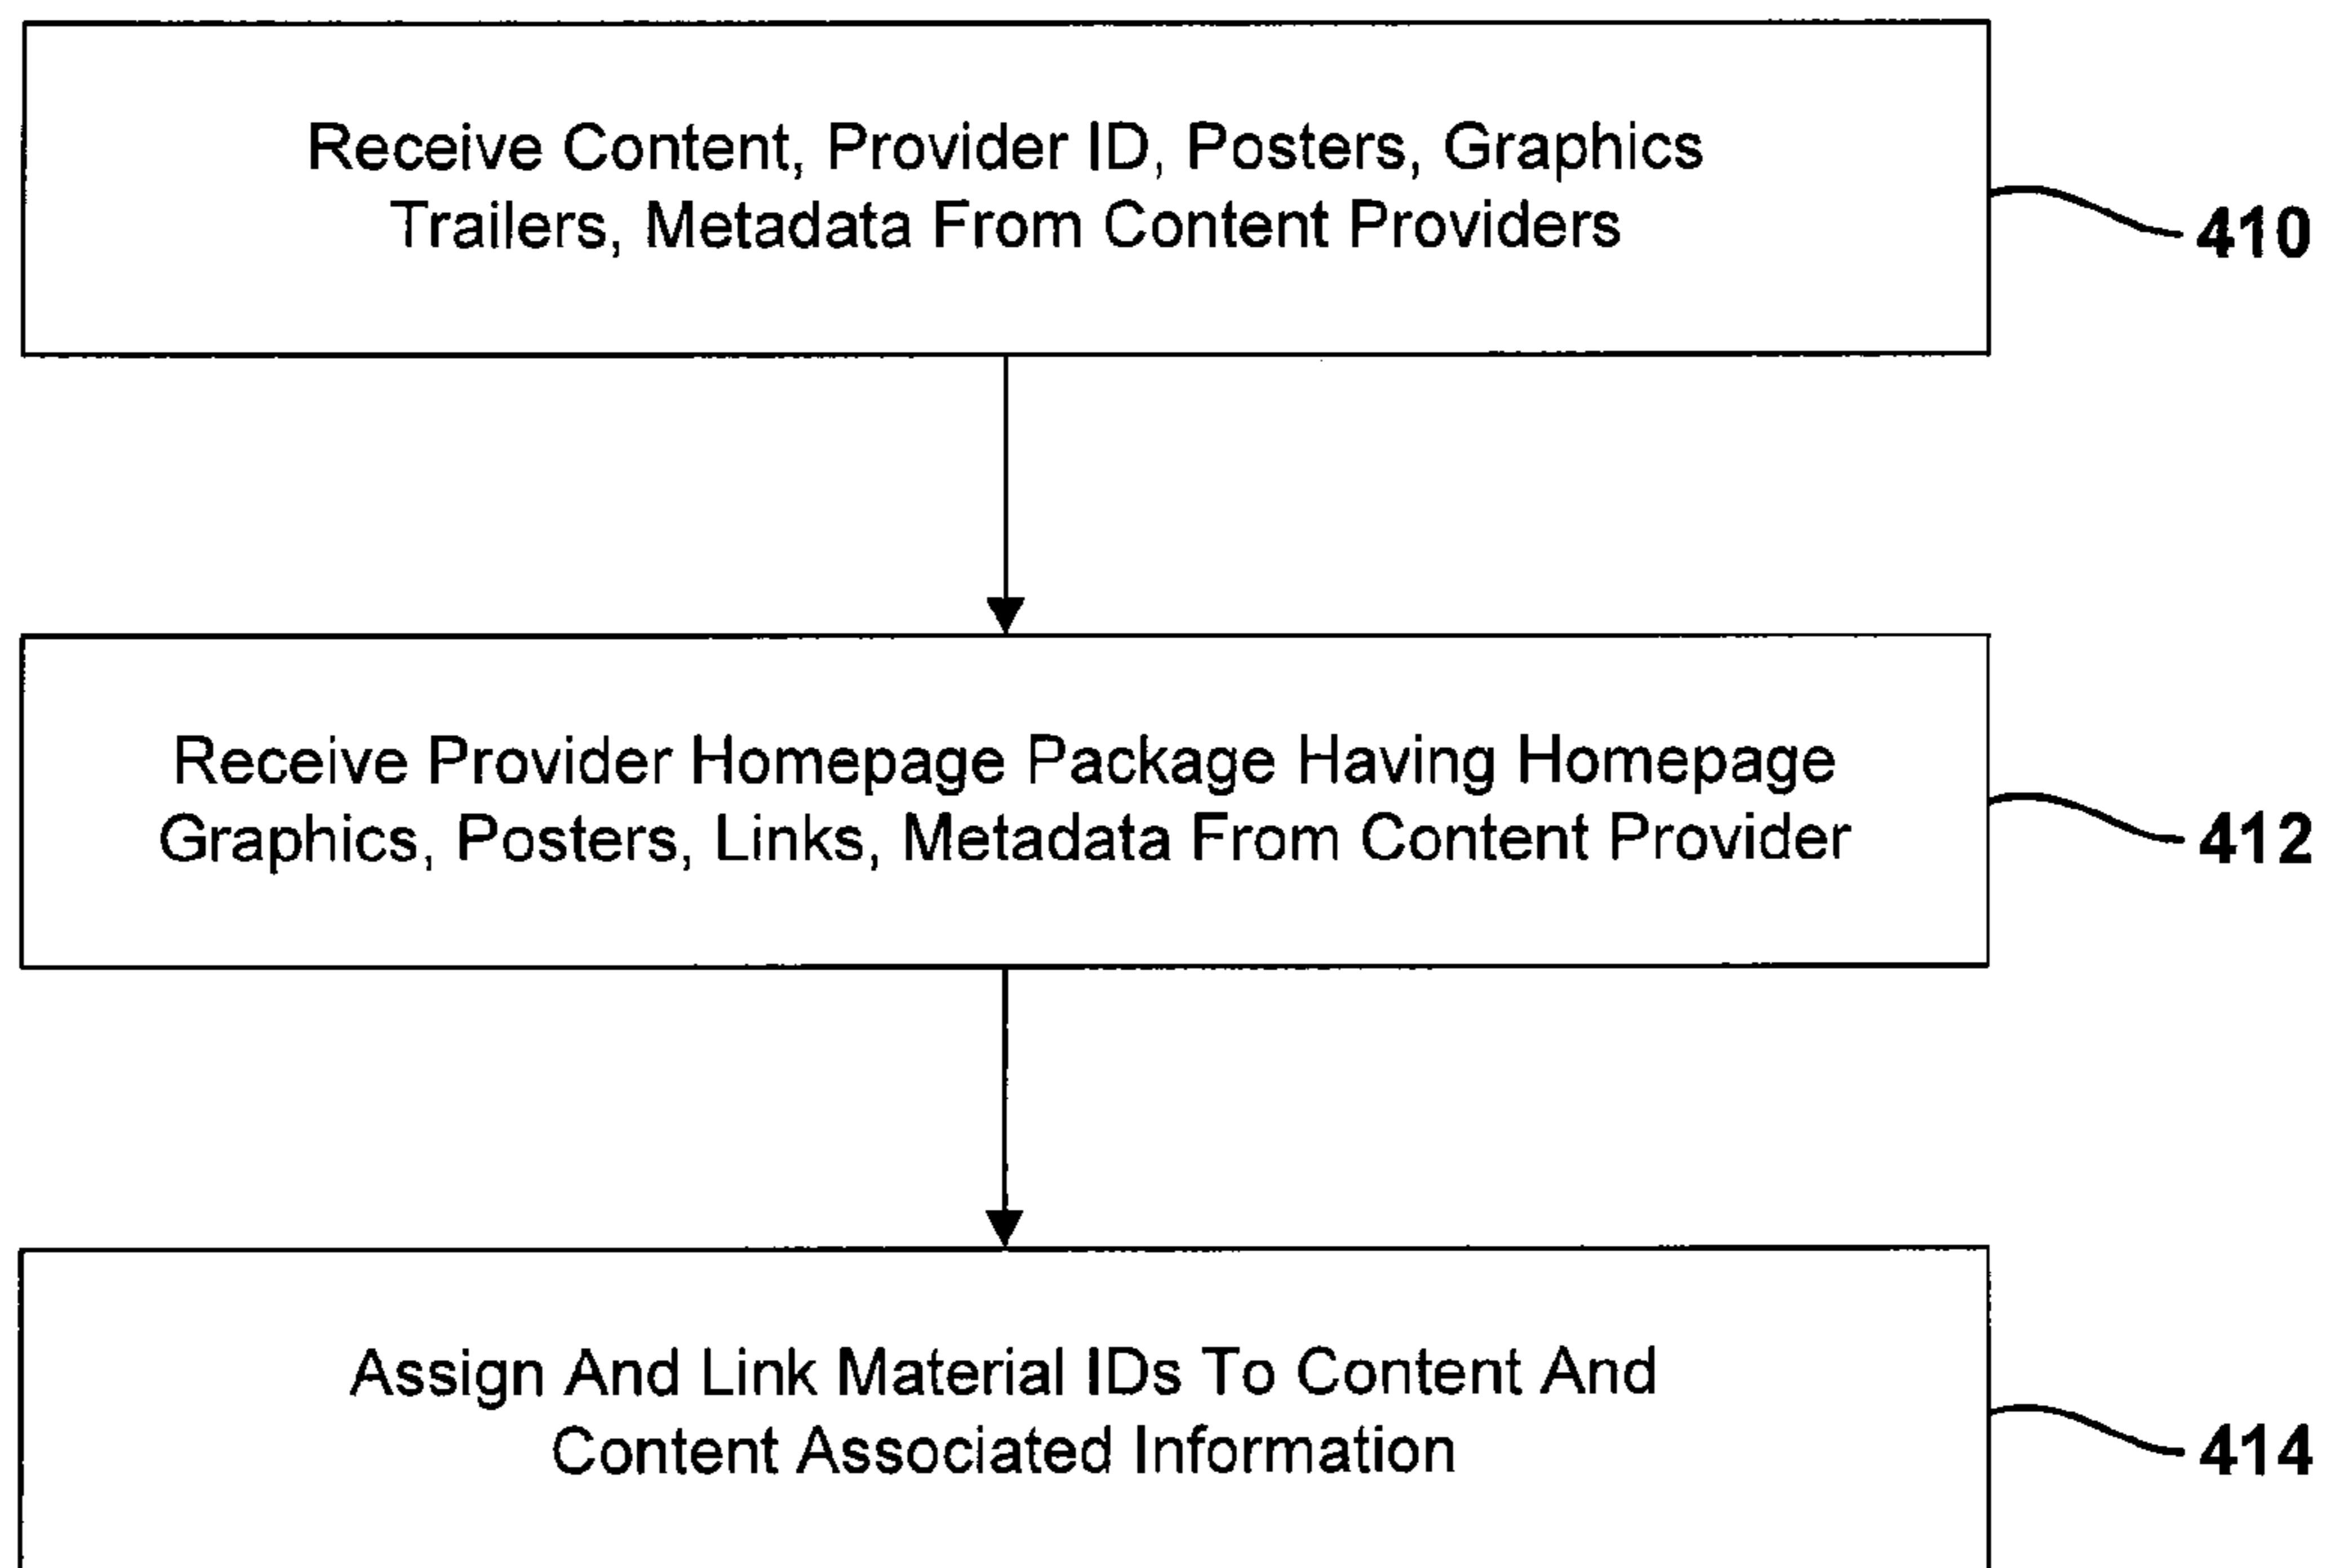 Receive Content, Provider ID, Posters, Graphics
Trailers, Metadata From Content Providers
410
Receive Provider Homepage Package Having Homepage
Graphics, Posters, Links, Metadata From Content Provider
412
Assign And Link Material IDs To Content And
Content Associated Information
414